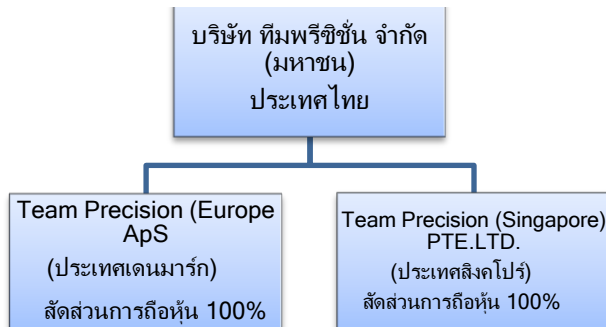 บริษัท ทีมพรีซิชั่น จำกัด
(มหาชน)
ประเทศไทย
Team Precision (Europe
ApS
(ประเทศเดนมาร์ก)
สัดส่วนการถือหุ้น 100%
Team Precision (Singapore)
PTE.LTD.
(ประเทศสิงคโปร์)
สัดส่วนการถือหุ้น 100%